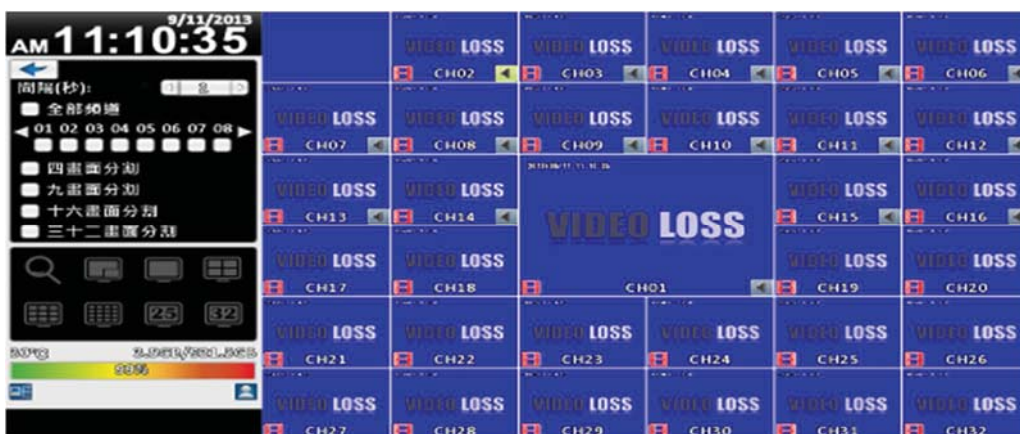 9/11/2013
AM 11:10:35
間隔(秒): 2
全部頻道
01 02 03 04 05 06 07 08
四畫面分割
九畫面分割
十六畫面分割
三十二畫面分割
25 32
99%
VIDEO LOSS VIDEO LOSS VIDEO LOSS VIDEO LOSS VIDEO LOSS
CH02 CH03 CH04 CH05 CH06
VIDEO LOSS VIDEO LOSS VIDEO LOSS VIDEO LOSS VIDEO LOSS VIDEO LOSS
CH07 CH08 CH09 CH10 CH11 CH12
VIDEO LOSS VIDEO LOSS VIDEO LOSS VIDEO LOSS
CH13 CH14 CH15 CH16
VIDEO LOSS
VIDEO LOSS VIDEO LOSS VIDEO LOSS VIDEO LOSS
CH17 CH18 CH01 CH19 CH20
VIDEO LOSS VIDEO LOSS VIDEO LOSS VIDEO LOSS VIDEO LOSS VIDEO LOSS
CH21 CH22 CH23 CH24 CH25 CH26
VIDEO LOSS VIDEO LOSS VIDEO LOSS VIDEO LOSS VIDEO LOSS VIDEO LOSS
CH27 CH28 CH29 CH30 CH31 CH32